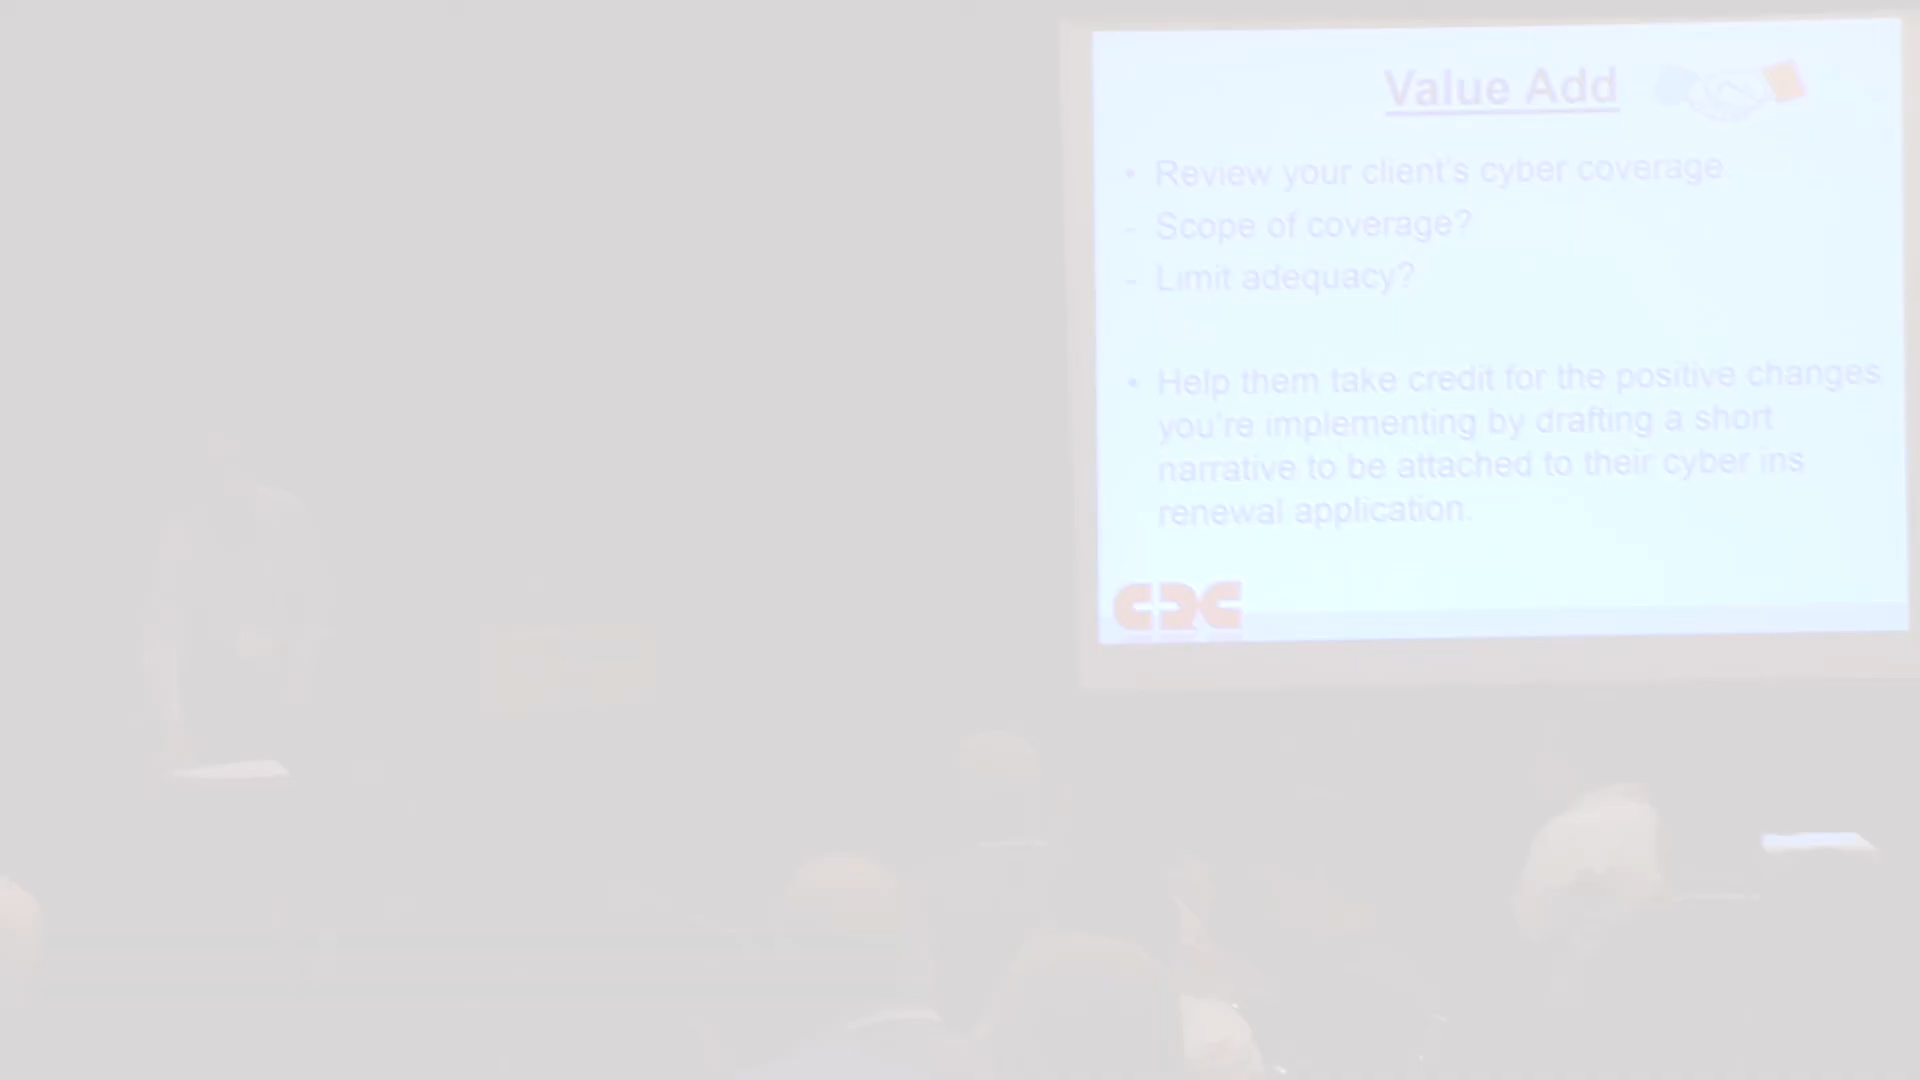 Value Add
• Review your client's cyber coverage
- Scope of coverage?
- Limit adequacy?
• Help them take credit for the positive changes
you're implementing by drafting a short
narrative to be attached to their cyber ins
renewal application.
CRC